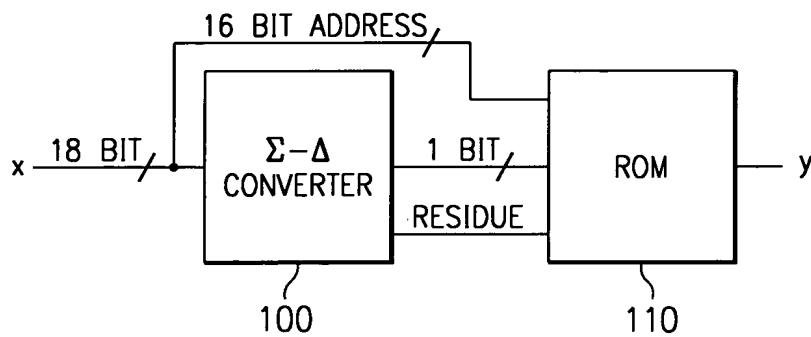 16 BIT ADDRESS
x 18 BIT
Σ-Δ
CONVERTER
1 BIT
RESIDUE
ROM
y
100
110